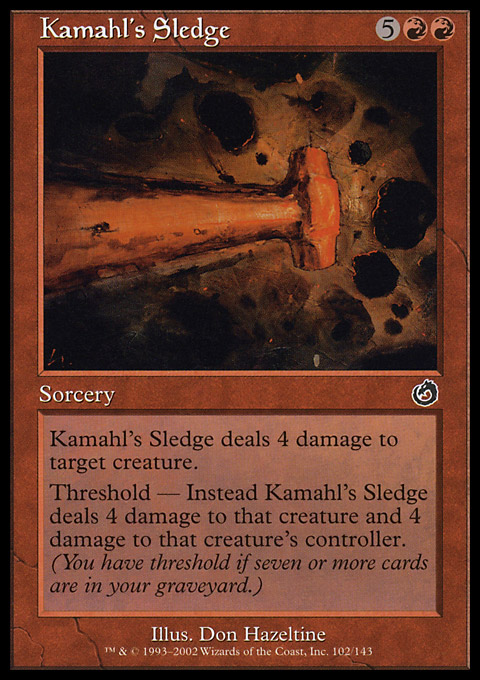 Kamahl's Sledge 5
Sorcery
Kamahl's Sledge deals 4 damage to
target creature.
Threshold — Instead Kamahl's Sledge
deals 4 damage to that creature and 4
damage to that creature's controller.
(You have threshold if seven or more cards
are in your graveyard.)
Illus. Don Hazeltine
™ & © 1993–2002 Wizards of the Coast, Inc. 102/143